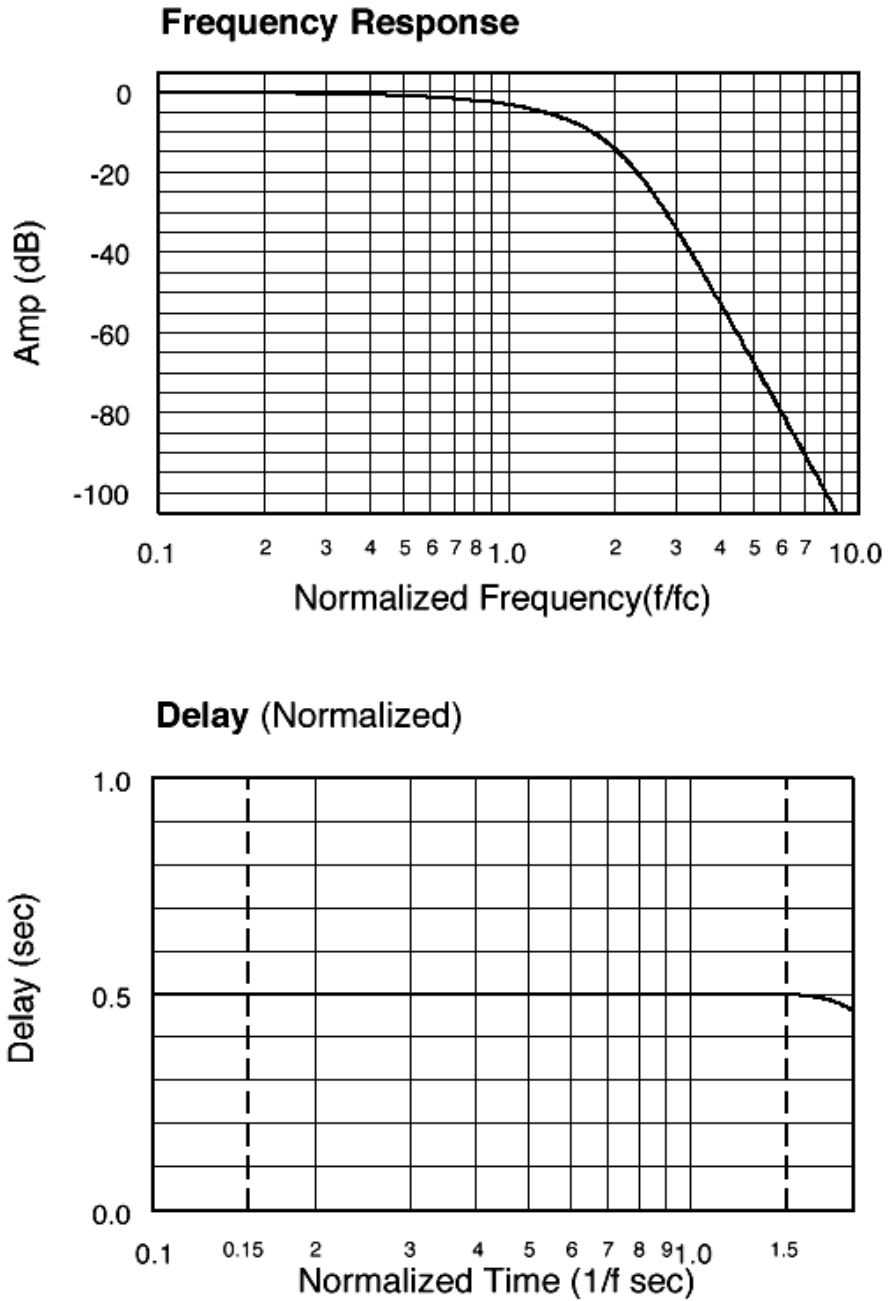 Frequency Response
0
-20
-40
-60
-80
-100
Amp (dB)
0.1 2 3 4 5 6 7 8 1.0 2 3 4 5 6 7 10.0
Normalized Frequency(f/fc)
Delay (Normalized)
1.0
0.5
0.0
Delay (sec)
0.1 0.15 2 3 4 5 6 7 8 9 1.0 1.5
Normalized Time (1/f sec)